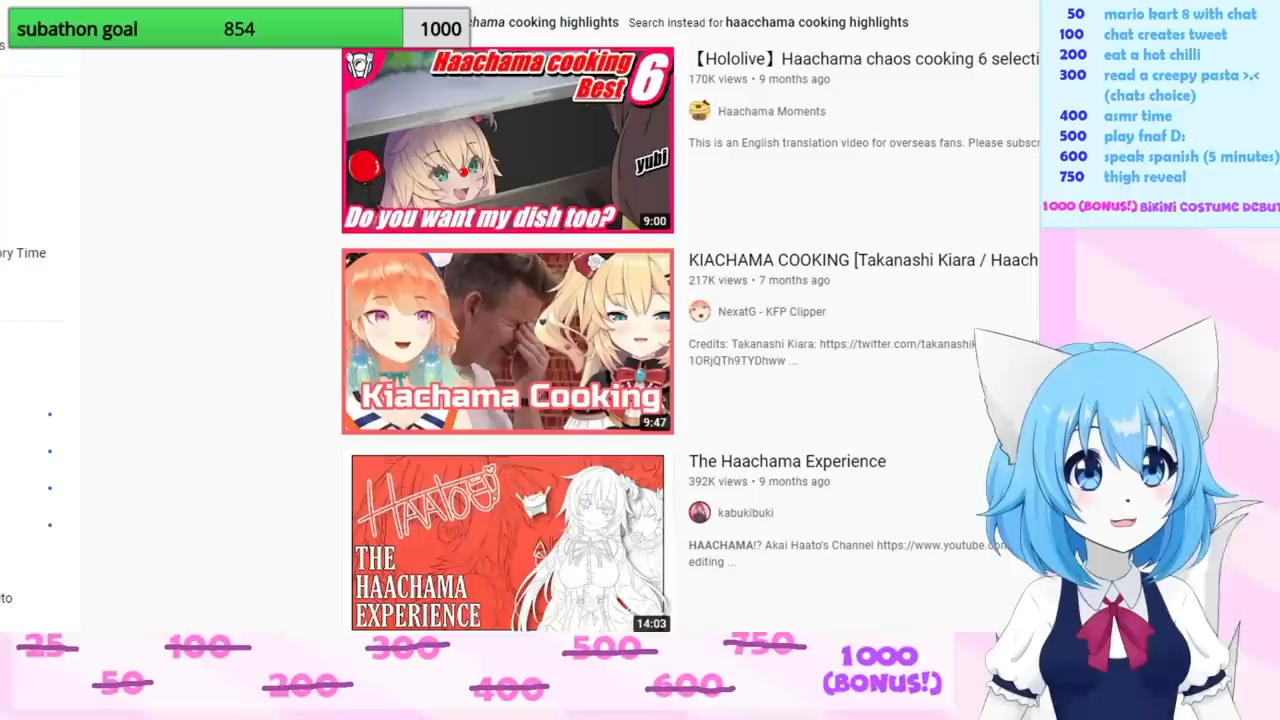 subathon goal 854 1000
hama cooking highlights Search instead for haacchama cooking highlights
Haachama cooking
Best 6
yubi
Do you want my dish too?
9:00
【Hololive】Haachama chaos cooking 6 selecti
170K views • 9 months ago
Haachama Moments
This is an English translation video for overseas fans. Please subscr
ory Time
Kiachama Cooking
9:47
KIACHAMA COOKING [Takanashi Kiara / Haach
217K views • 7 months ago
NexatG - KFP Clipper
Credits: Takanashi Kiara: https://twitter.com/takanashik
1ORjQTh9TYDhww ...
HAATO
THE
HAACHAMA
EXPERIENCE
14:03
The Haachama Experience
392K views • 9 months ago
kabukibuki
HAACHAMA!? Akai Haato's Channel https://www.youtube.com
editing ...
50 mario kart 8 with chat
100 chat creates tweet
200 eat a hot chilli
300 read a creepy pasta >.<
(chats choice)
400 asmr time
500 play fnaf D:
600 speak spanish (5 minutes)
750 thigh reveal
1000 (BONUS!) BIKINI COSTUME DEBUT
25 100 300 500 750
50 200 400 600
1000
(BONUS!)